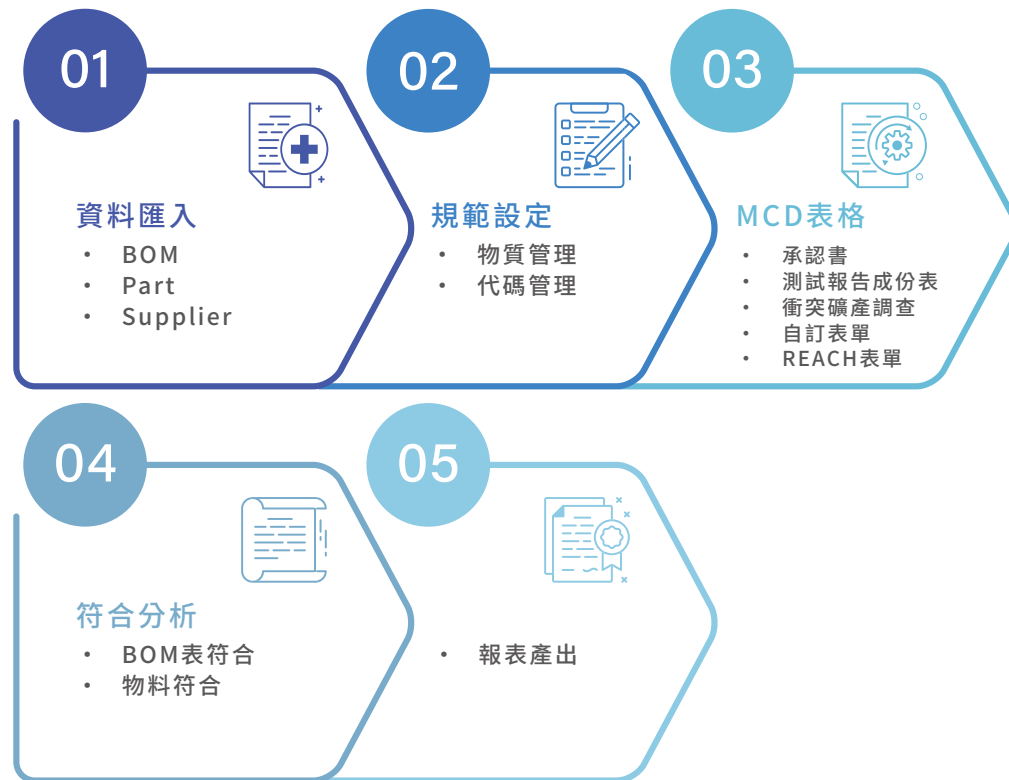 01
資料匯入
• BOM
• Part
• Supplier
02
規範設定
• 物質管理
• 代碼管理
03
MCD表格
• 承認書
• 測試報告成份表
• 衝突礦產調查
• 自訂表單
• REACH表單
04
符合分析
• BOM表符合
• 物料符合
05
• 報表產出